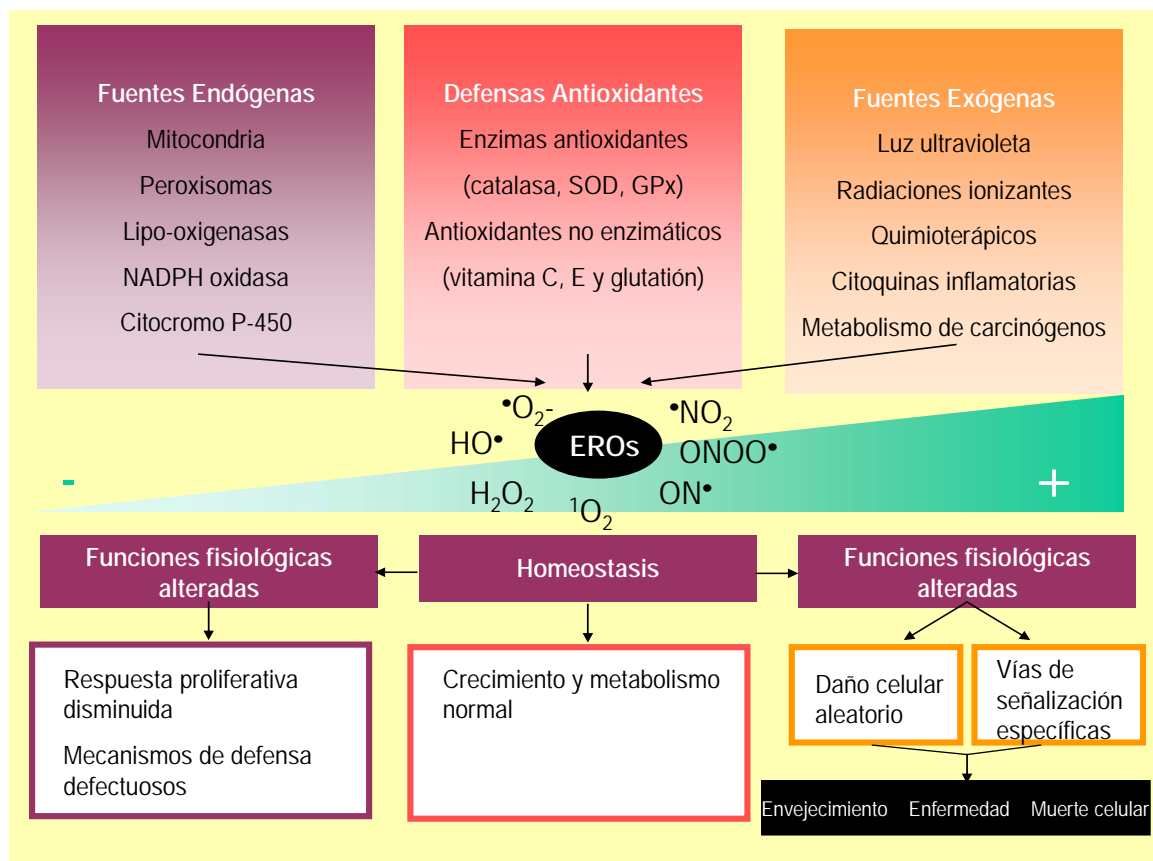 Fuentes Endógenas
Mitocondria
Peroxisomas
Lipo-oxigenasas
NADPH oxidasa
Citocromo P-450
Defensas Antioxidantes
Enzimas antioxidantes
(catalasa, SOD, GPx)
Antioxidantes no enzimáticos
(vitamina C, E y glutatión)
Fuentes Exógenas
Luz ultravioleta
Radiaciones ionizantes
Quimioterápicos
Citoquinas inflamatorias
Metabolismo de carcinógenos
•O₂-
•NO₂
HO•
EROs
ONOO•
-
H₂O₂
¹O₂
ON•
+
Funciones fisiológicas
alteradas
Homeostasis
Funciones fisiológicas
alteradas
Respuesta proliferativa
disminuida
Mecanismos de defensa
defectuosos
Crecimiento y metabolismo
normal
Daño celular
aleatorio
Vías de
señalización
específicas
Envejecimiento Enfermedad Muerte celular